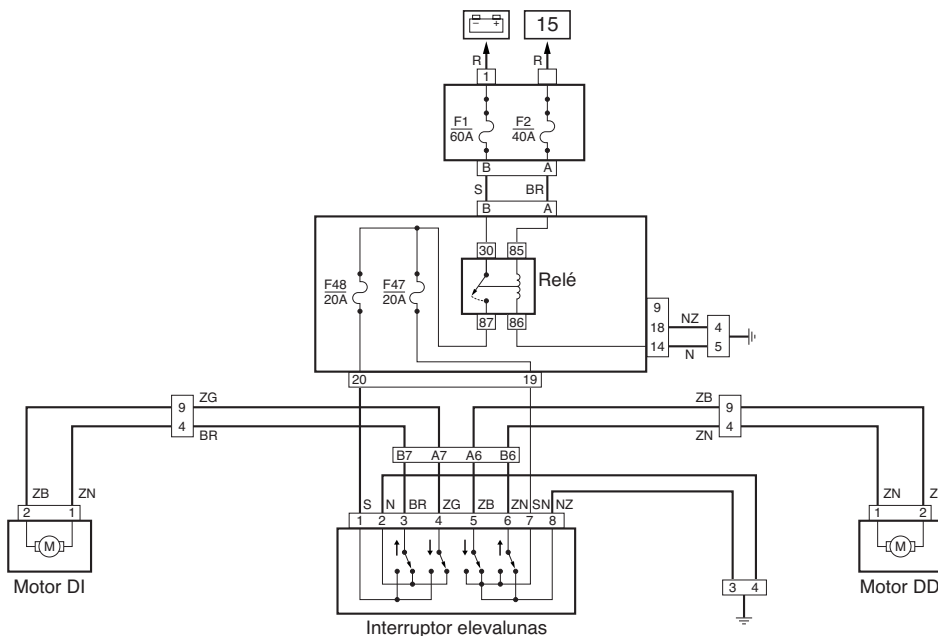 − +
15
R R
1
F1 60A F2 40A
B A
S BR
B A
30 85
F48 20A F47 20A Relé
87 86
9
18 NZ 4
14 N 5
20 19
9 ZG ZB 9
4 BR ZN 4
B7 A7 A6 B6
ZB ZN S N BR ZG ZB ZN SN NZ ZN Z
2 1 1 2 3 4 5 6 7 8 1 2
M M
Motor DI Motor DD
3 4
Interruptor elevalunas